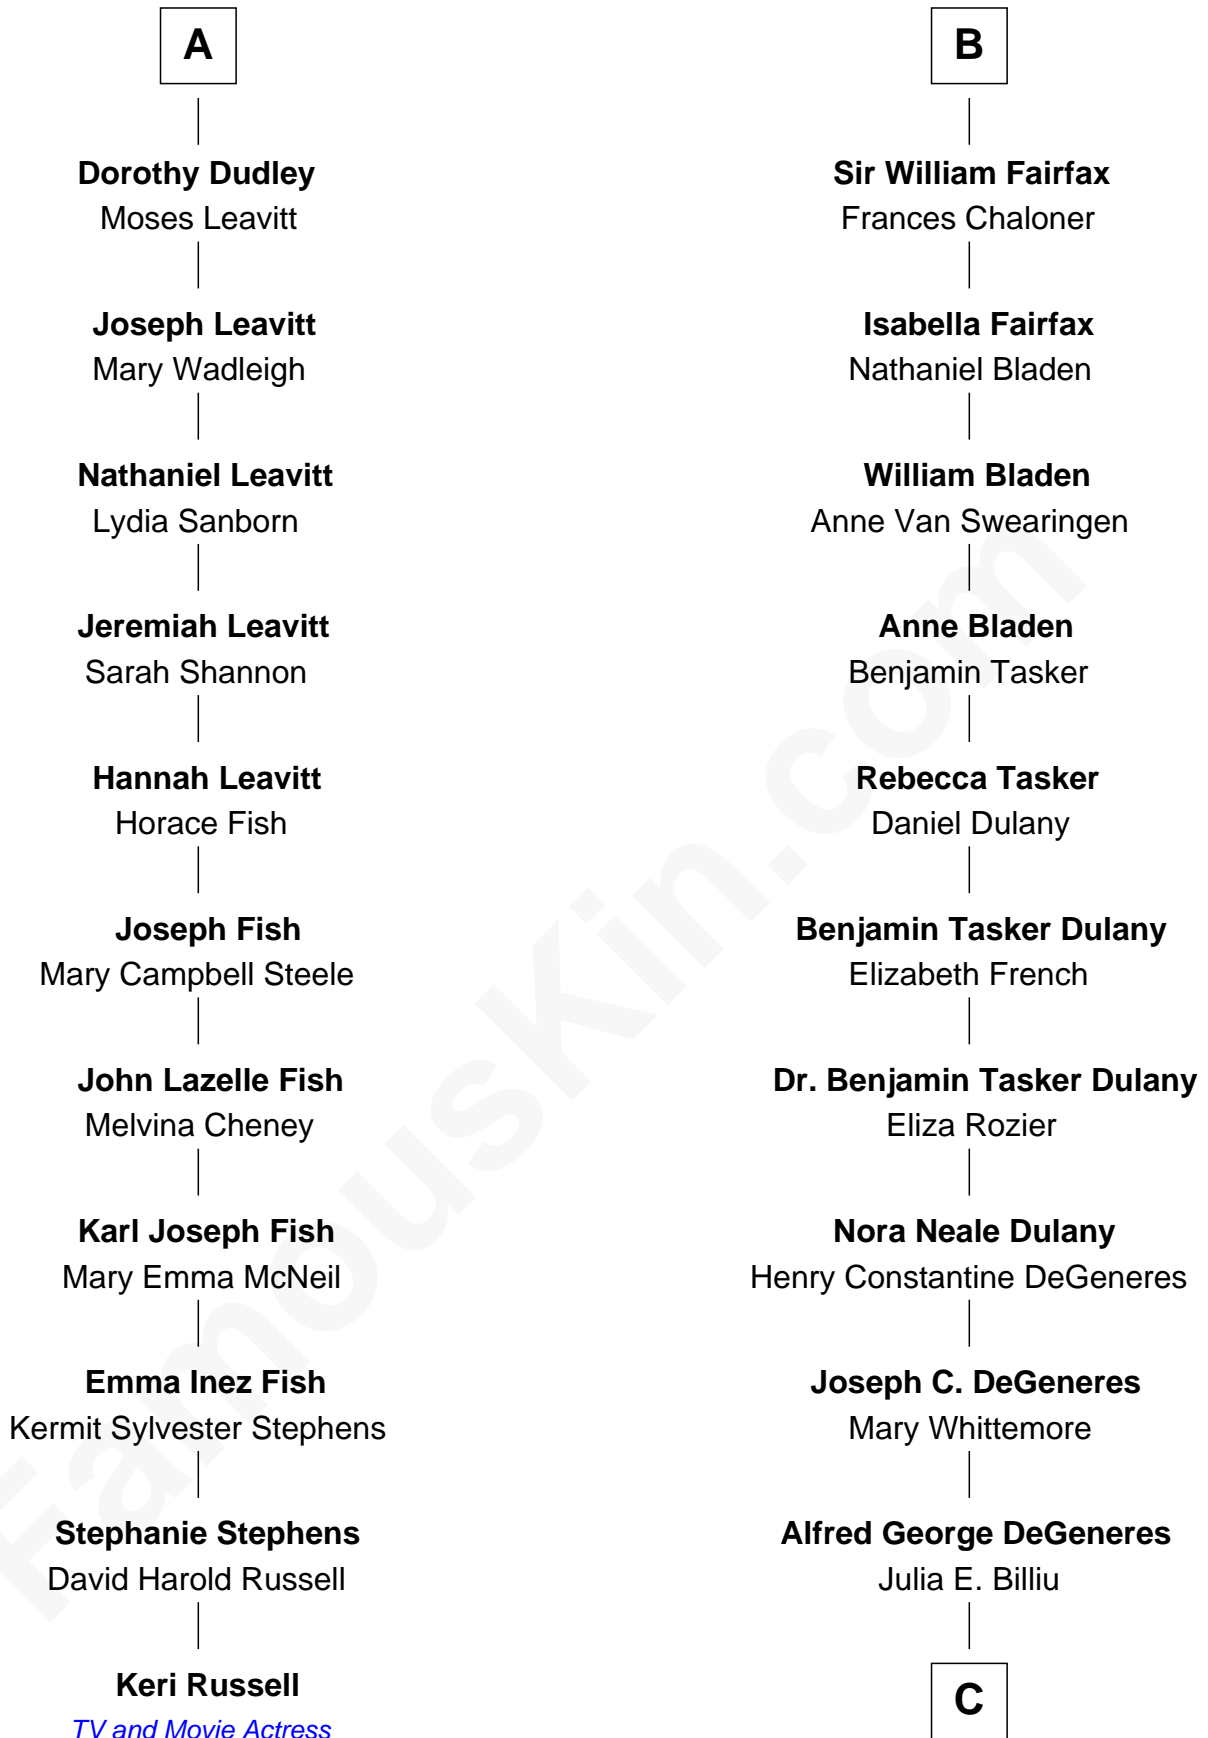 A
Dorothy Dudley
Moses Leavitt
Joseph Leavitt
Mary Wadleigh
Nathaniel Leavitt
Lydia Sanborn
Jeremiah Leavitt
Sarah Shannon
Hannah Leavitt
Horace Fish
Joseph Fish
Mary Campbell Steele
John Lazelle Fish
Melvina Cheney
Karl Joseph Fish
Mary Emma McNeil
Emma Inez Fish
Kermit Sylvester Stephens
Stephanie Stephens
David Harold Russell
Keri Russell
TV and Movie Actress
B
Sir William Fairfax
Frances Chaloner
Isabella Fairfax
Nathaniel Bladen
William Bladen
Anne Van Swearingen
Anne Bladen
Benjamin Tasker
Rebecca Tasker
Daniel Dulany
Benjamin Tasker Dulany
Elizabeth French
Dr. Benjamin Tasker Dulany
Eliza Rozier
Nora Neale Dulany
Henry Constantine DeGeneres
Joseph C. DeGeneres
Mary Whittemore
Alfred George DeGeneres
Julia E. Billiu
C
FamousKin.com